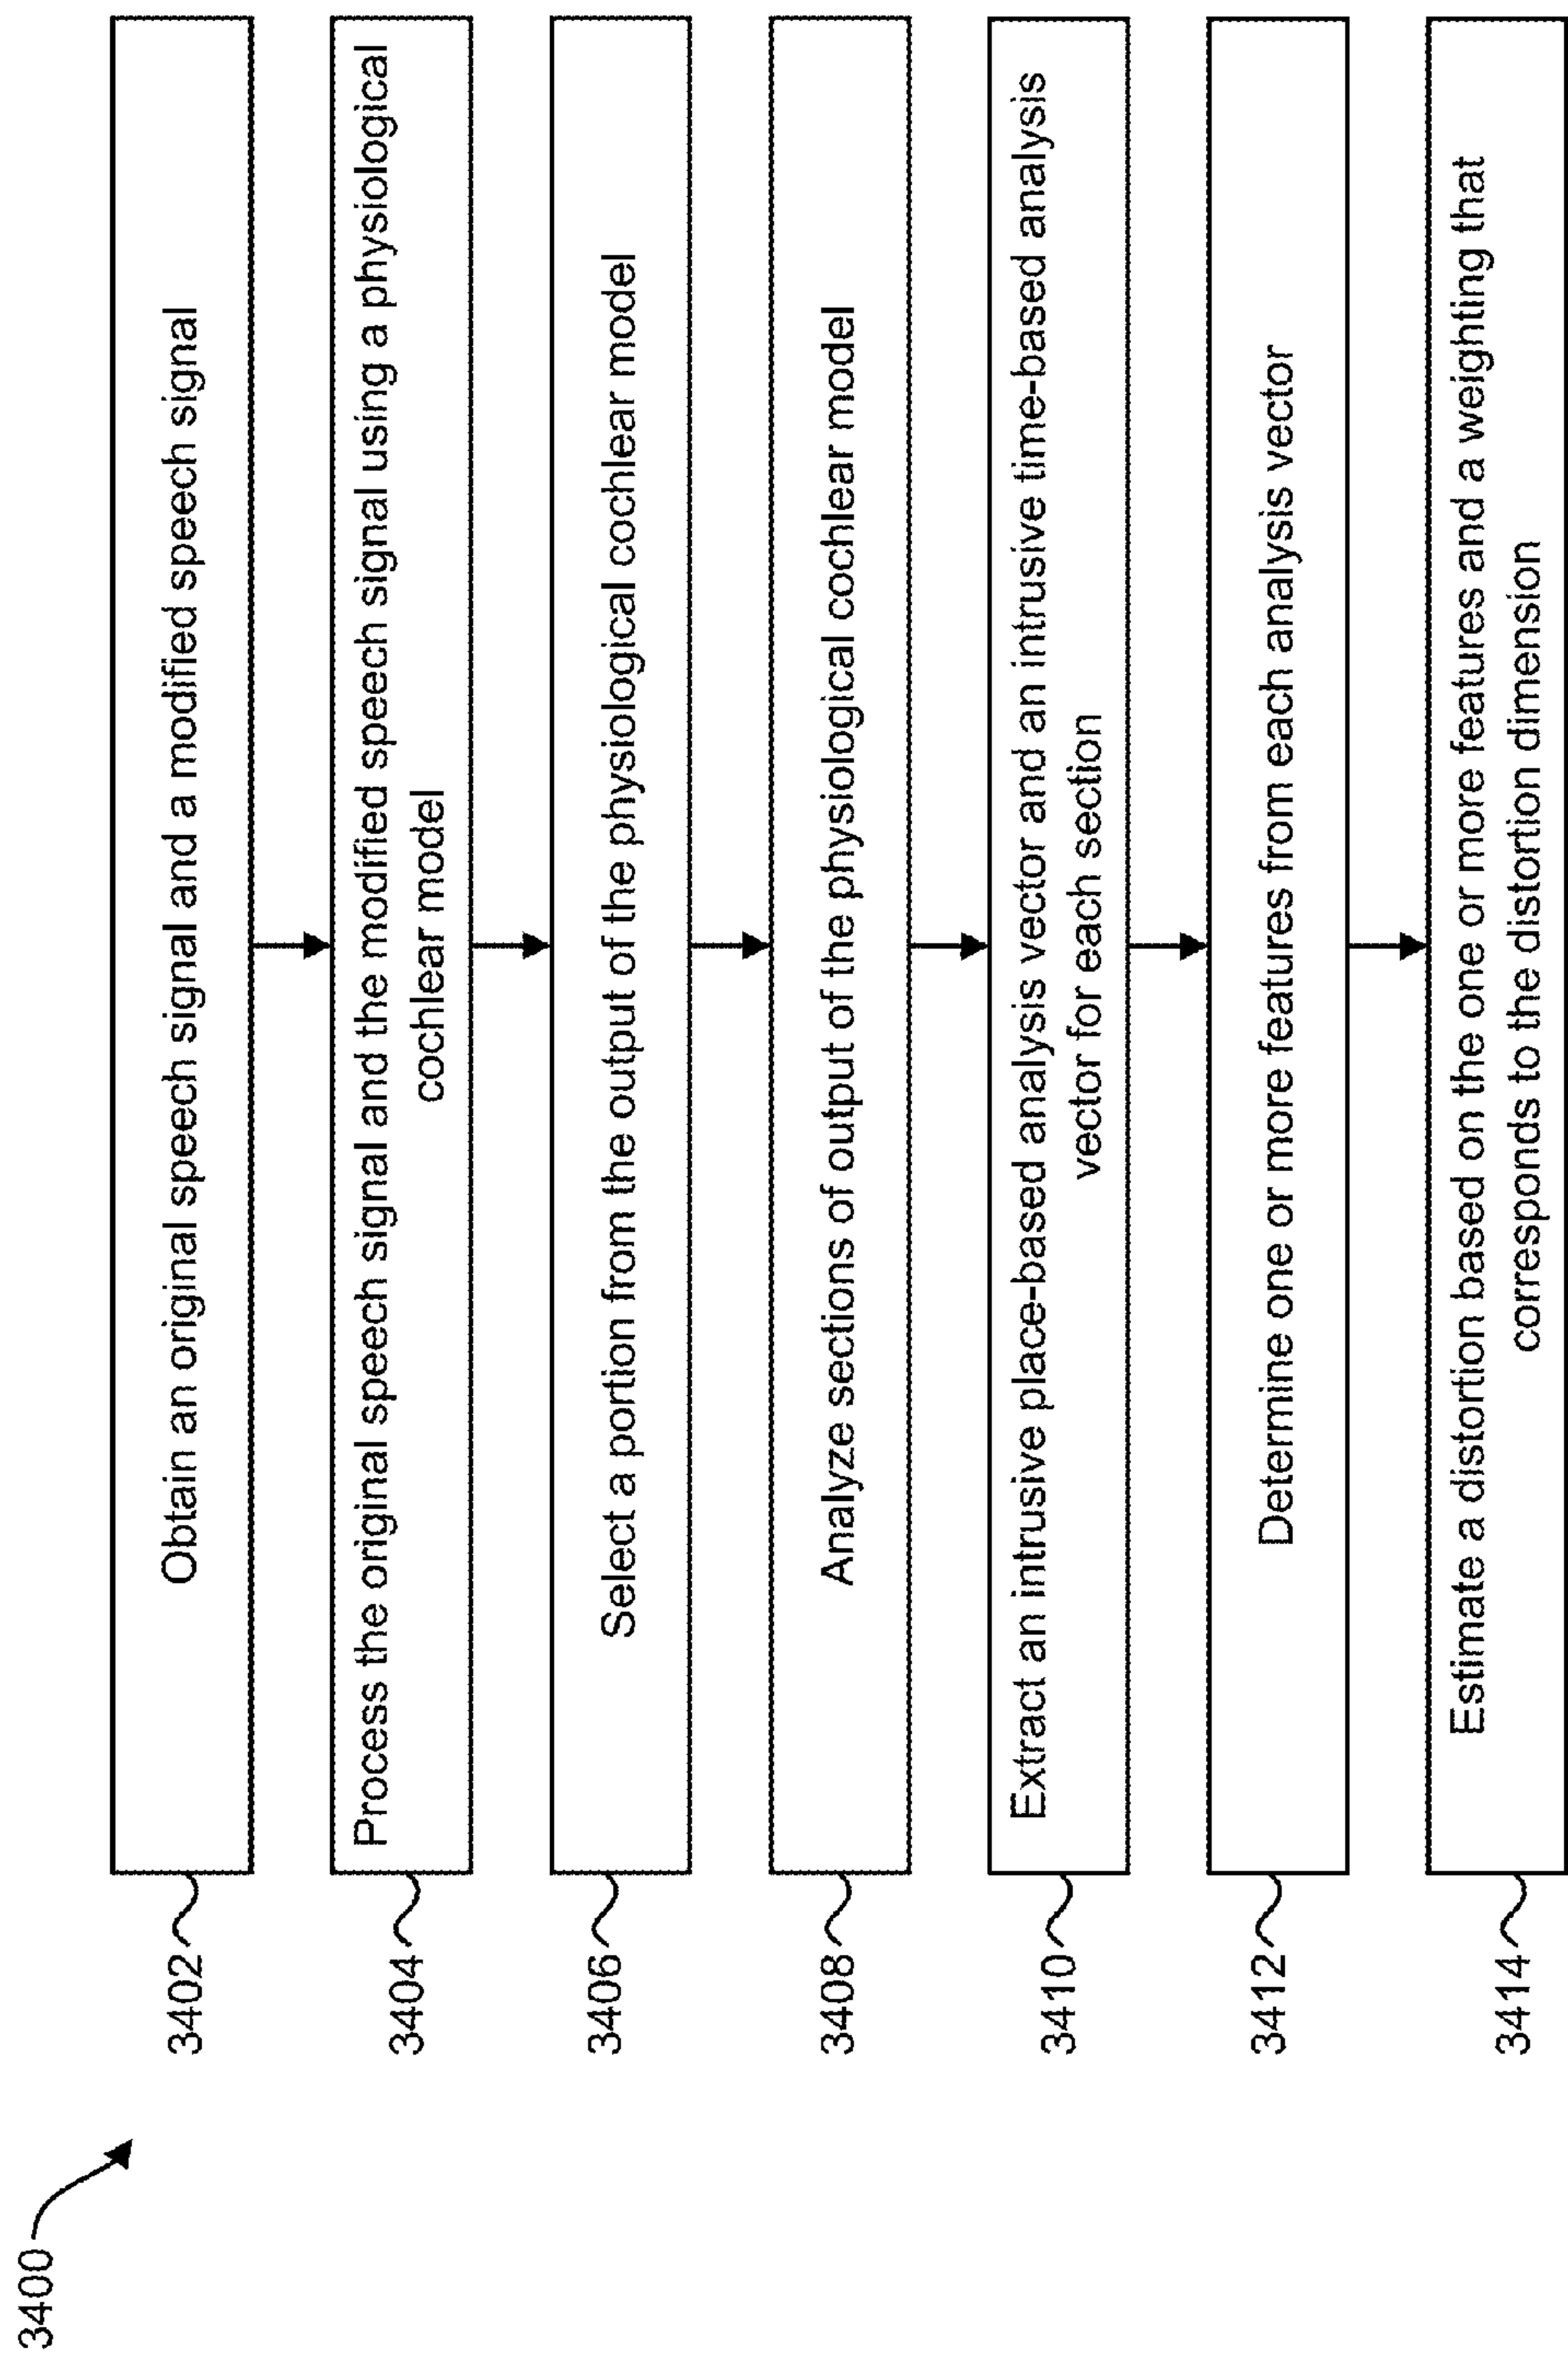 3400
3402
Obtain an original speech signal and a modified speech signal
3404
Process the original speech signal and the modified speech signal using a physiological
cochlear model
3406
Select a portion from the output of the physiological cochlear model
3408
Analyze sections of output of the physiological cochlear model
3410
Extract an intrusive place-based analysis vector and an intrusive time-based analysis
vector for each section
3412
Determine one or more features from each analysis vector
3414
Estimate a distortion based on the one or more features and a weighting that
corresponds to the distortion dimension